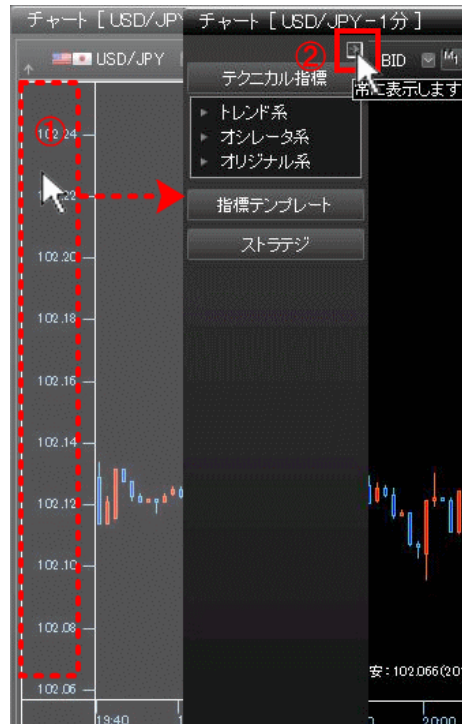 チャート [ USD/JPY
USD/JPY
①
102.24
102.22
102.20
102.18
102.16
102.14
102.12
102.10
102.08
102.06
19:40
チャート [ USD/JPY-1分 ]
②
BID
M1
常に表示します
テクニカル指標
トレンド系
オシレータ系
オリジナル系
指標テンプレート
ストラテジ
安:102.066(20
20:00